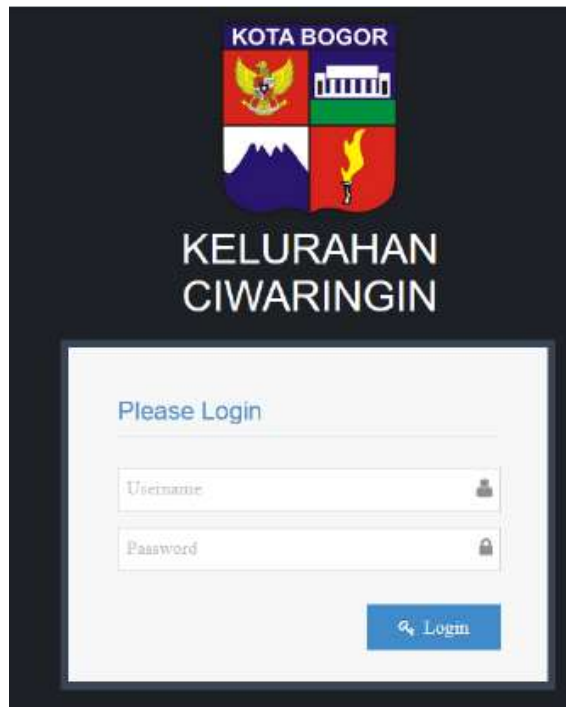 KOTA BOGOR
KELURAHAN
CIWARINGIN
Please Login
Username
Password
Login